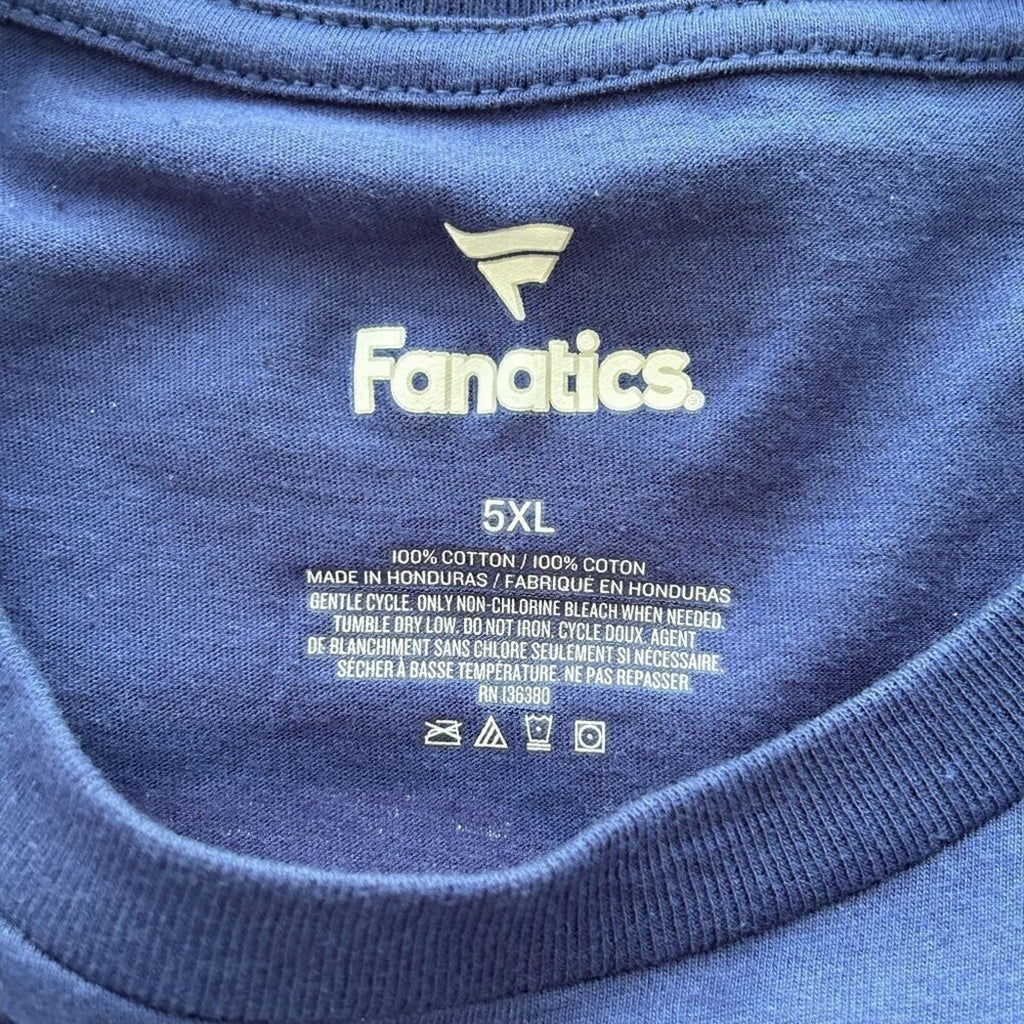 Fanatics.
5XL
100% COTTON / 100% COTON
MADE IN HONDURAS / FABRIQUÉ EN HONDURAS
GENTLE CYCLE. ONLY NON-CHLORINE BLEACH WHEN NEEDED.
TUMBLE DRY LOW. DO NOT IRON. CYCLE DOUX. AGENT
DE BLANCHIMENT SANS CHLORE SEULEMENT SI NÉCESSAIRE.
SÉCHER À BASSE TEMPÉRATURE. NE PAS REPASSER.
RN 136380